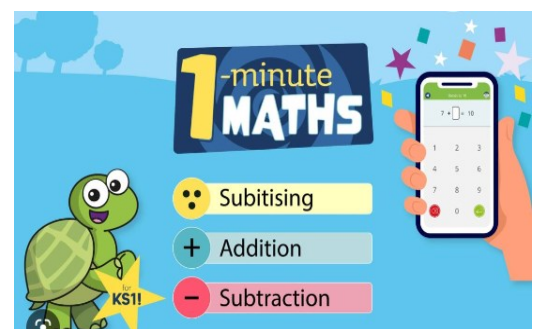 1-minute
MATHS
7 + = 10
1 2 3
4 5 6
7 8 9
0
Subitising
+ Addition
- Subtraction
for
KS1!